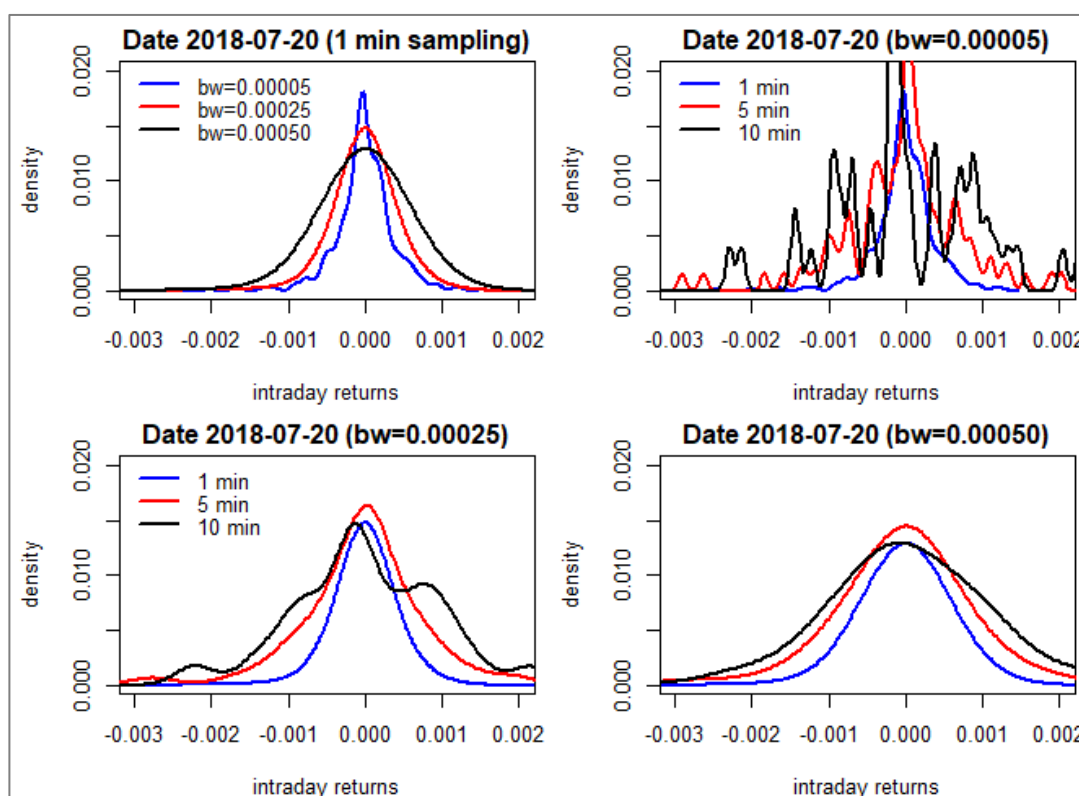 Date 2018-07-20 (1 min sampling)
density
0.000 0.010 0.020
bw=0.00005
bw=0.00025
bw=0.00050
-0.003 -0.002 -0.001 0.000 0.001 0.002
intraday returns
Date 2018-07-20 (bw=0.00005)
density
0.000 0.010 0.020
1 min
5 min
10 min
-0.003 -0.002 -0.001 0.000 0.001 0.002
intraday returns
Date 2018-07-20 (bw=0.00025)
density
0.000 0.010 0.020
1 min
5 min
10 min
-0.003 -0.002 -0.001 0.000 0.001 0.002
intraday returns
Date 2018-07-20 (bw=0.00050)
density
0.000 0.010 0.020
-0.003 -0.002 -0.001 0.000 0.001 0.002
intraday returns